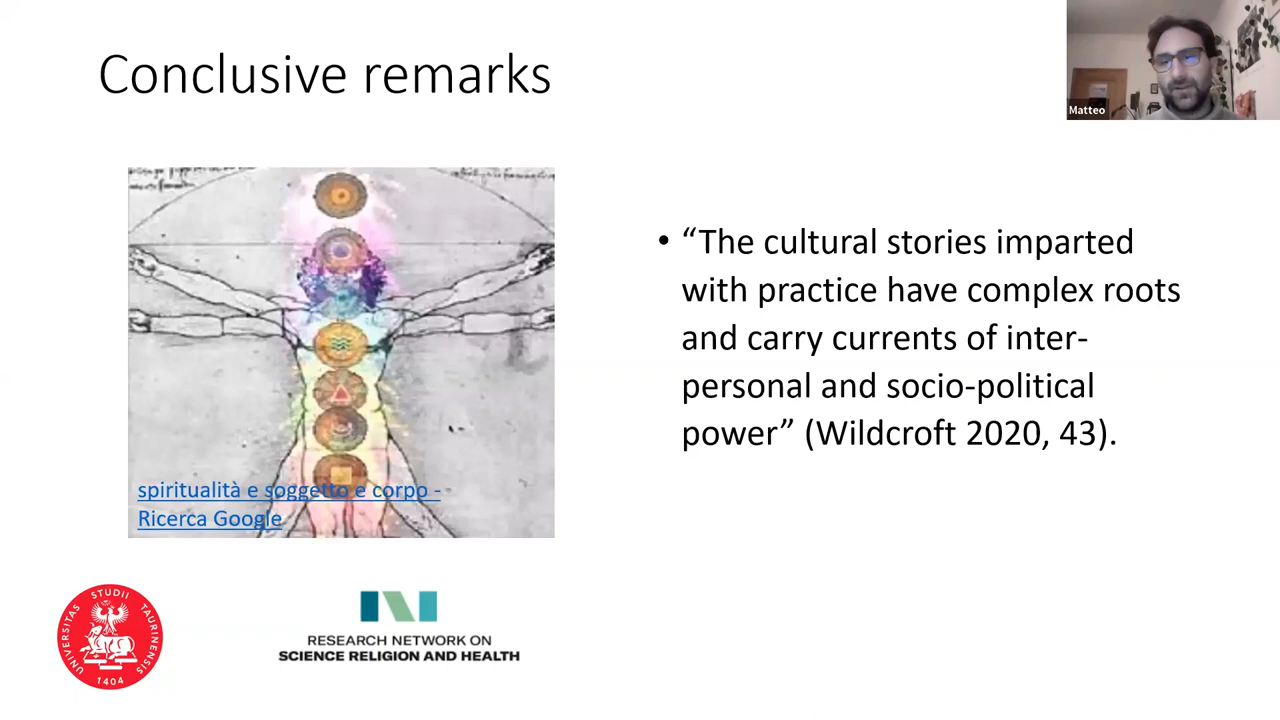 Conclusive remarks
Matteo
• “The cultural stories imparted
with practice have complex roots
and carry currents of inter-
personal and socio-political
power” (Wildcroft 2020, 43).
spiritualità e soggetto e corpo -
Ricerca Google
UNIVERSITAS STUDII TAURINENSIS
1404
RESEARCH NETWORK ON
SCIENCE RELIGION AND HEALTH